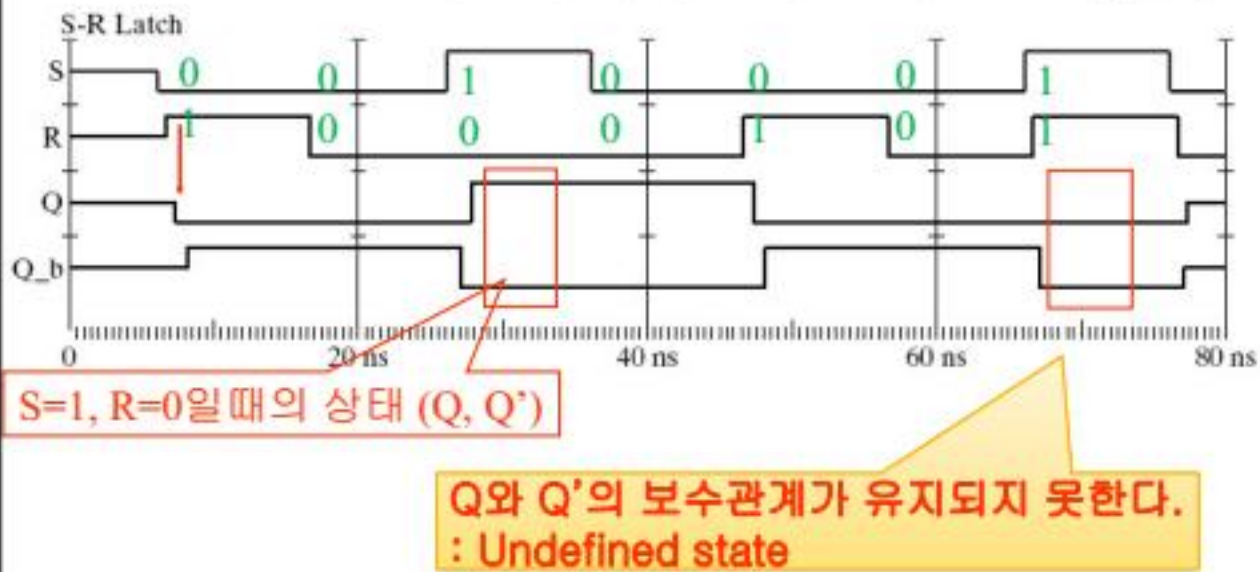 S-R Latch
S 0 0 1 0 0 0 1
R 1 0 0 0 1 0 1
Q
Q_b
0 20 ns 40 ns 60 ns 80 ns
S=1, R=0일때의 상태 (Q, Q’)
Q와 Q’의 보수관계가 유지되지 못한다.
: Undefined state